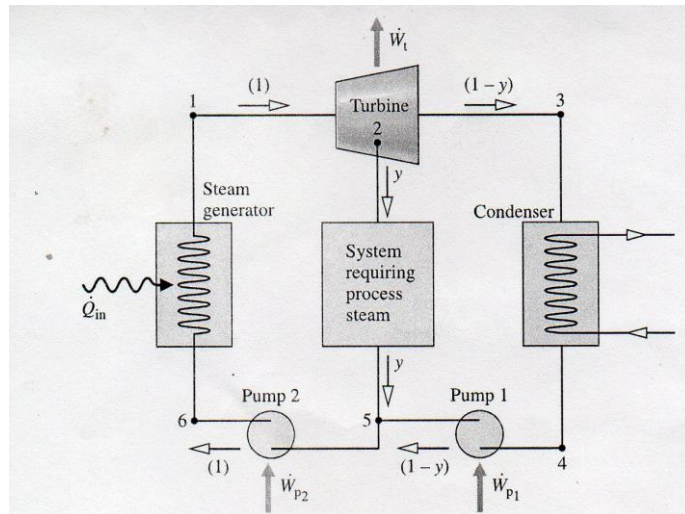 Ẇt
(1)
(1 − y)
1
3
Turbine
2
y
Steam
generator
Condenser
System
requiring
process
steam
Q̇in
y
Pump 2
Pump 1
6
5
4
(1)
(1 − y)
Ẇp2
Ẇp1